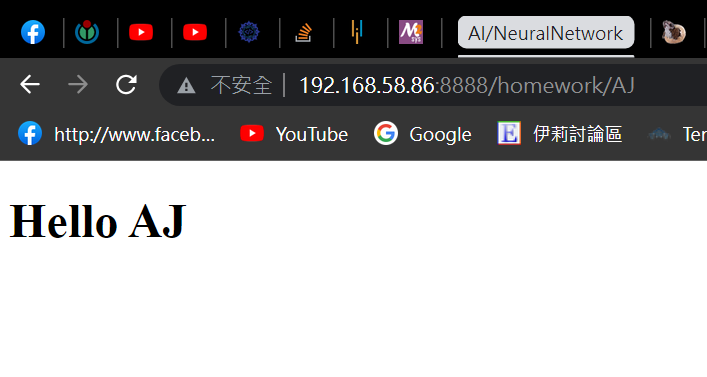 AI/NeuralNetwork
不安全 192.168.58.86:8888/homework/AJ
http://www.faceb... YouTube Google 伊莉討論區 Ter
Hello AJ